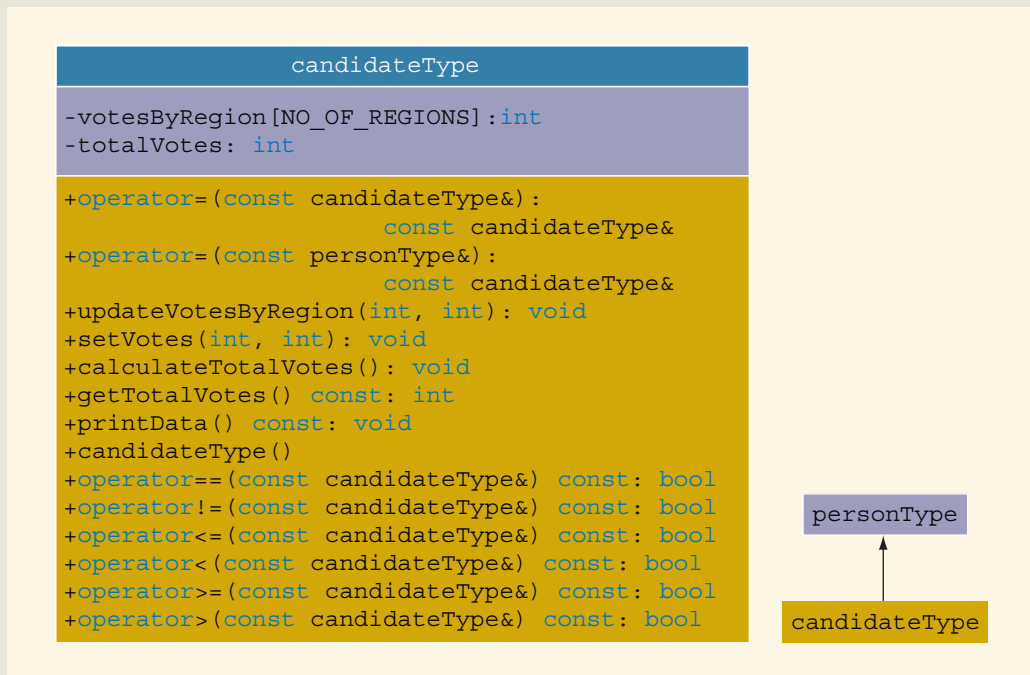 candidateType
-votesByRegion[NO_OF_REGIONS]:int
-totalVotes: int
+operator=(const candidateType&):
const candidateType&
+operator=(const personType&):
const candidateType&
+updateVotesByRegion(int, int): void
+setVotes(int, int): void
+calculateTotalVotes(): void
+getTotalVotes() const: int
+printData() const: void
+candidateType()
+operator==(const candidateType&) const: bool
+operator!=(const candidateType&) const: bool
+operator<=(const candidateType&) const: bool
+operator<(const candidateType&) const: bool
+operator>=(const candidateType&) const: bool
+operator>(const candidateType&) const: bool
personType
candidateType